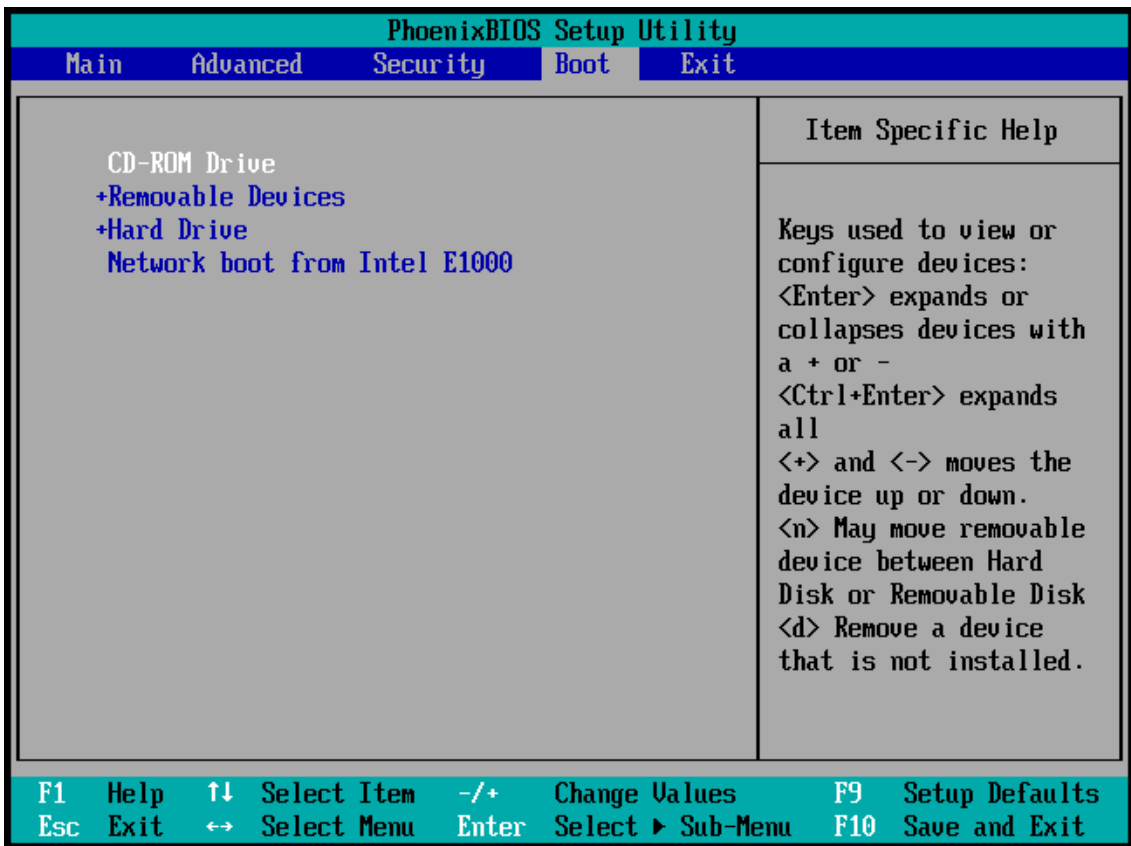 PhoenixBIOS Setup Utility
Main Advanced Security Boot Exit
CD-ROM Drive
+Removable Devices
+Hard Drive
Network boot from Intel E1000
Item Specific Help
Keys used to view or
configure devices:
<Enter> expands or
collapses devices with
a + or -
<Ctrl+Enter> expands
all
<+> and <-> moves the
device up or down.
<n> May move removable
device between Hard
Disk or Removable Disk
<d> Remove a device
that is not installed.
F1 Help ↑↓ Select Item -/+ Change Values F9 Setup Defaults
Esc Exit ↔ Select Menu Enter Select ▶ Sub-Menu F10 Save and Exit